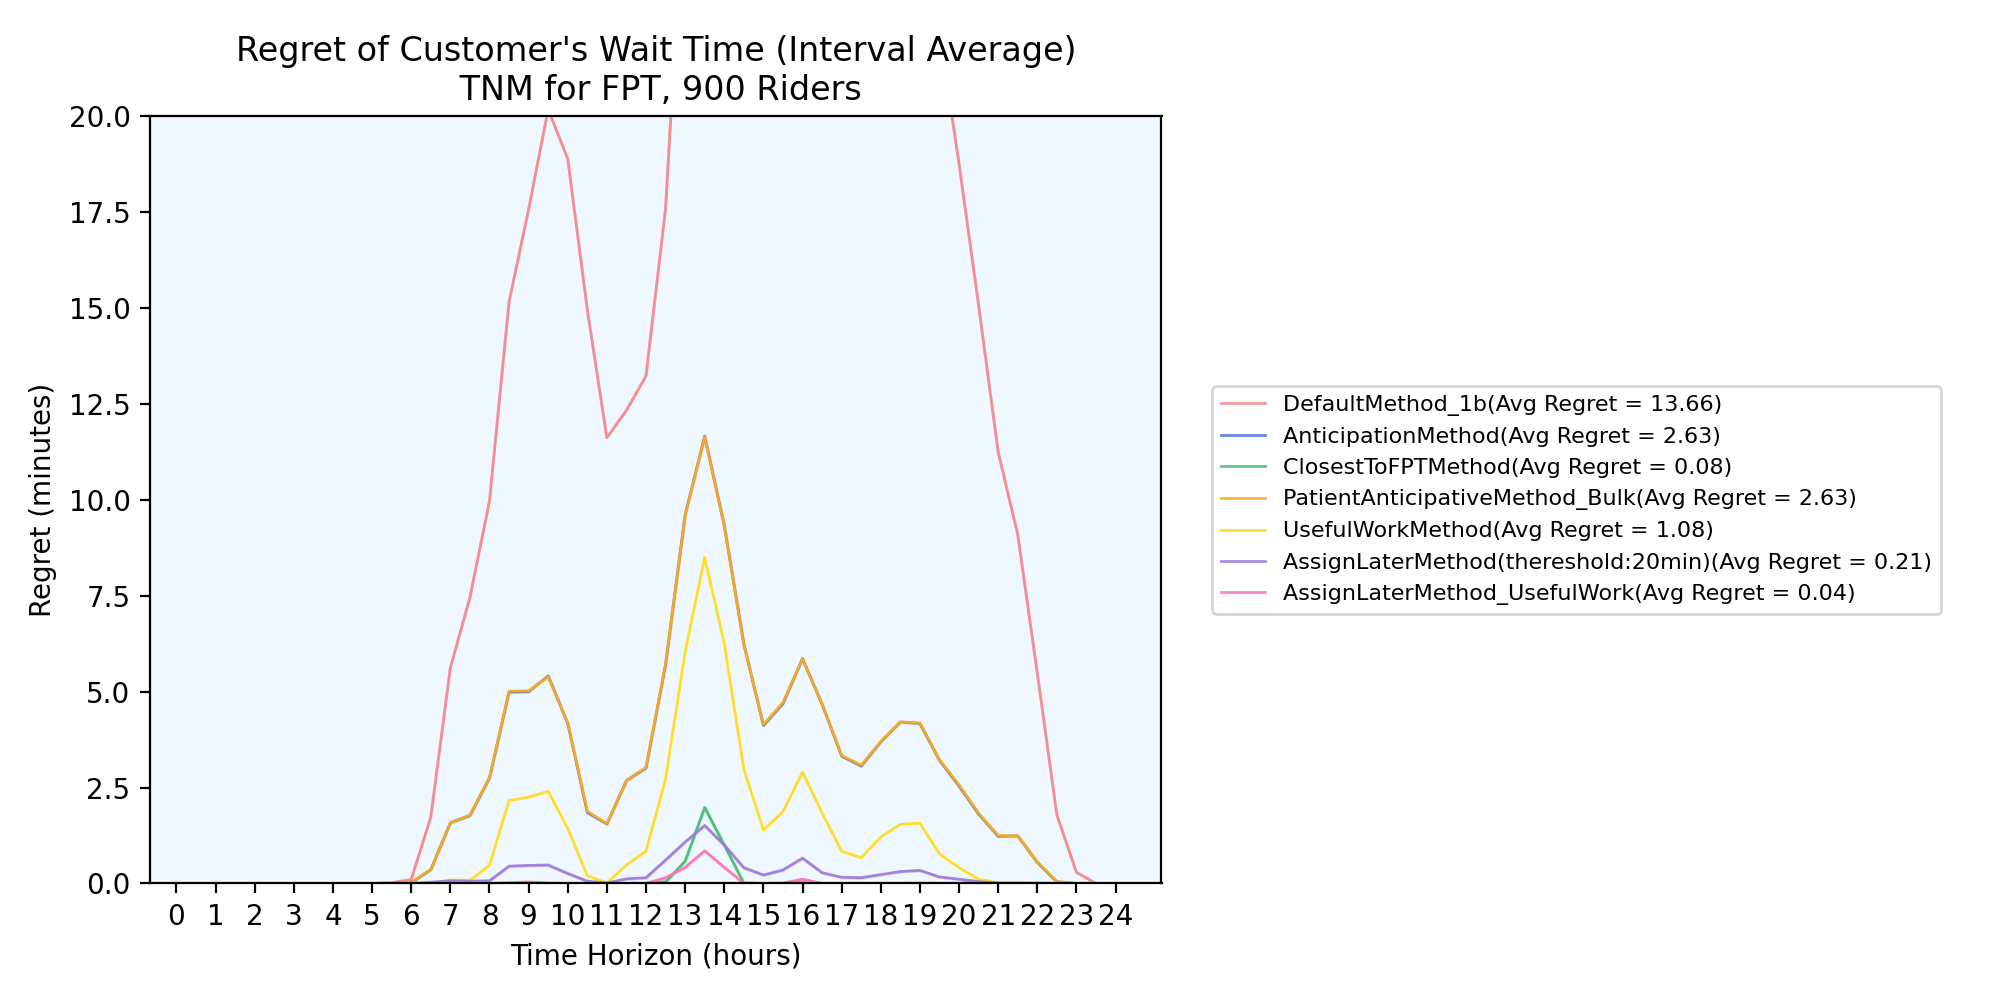 Regret of Customer's Wait Time (Interval Average)
TNM for FPT, 900 Riders
20.0
17.5
15.0
12.5
10.0
7.5
5.0
2.5
0.0
Regret (minutes)
0 1 2 3 4 5 6 7 8 9 10 11 12 13 14 15 16 17 18 19 20 21 22 23 24
Time Horizon (hours)
DefaultMethod_1b(Avg Regret = 13.66)
AnticipationMethod(Avg Regret = 2.63)
ClosestToFPTMethod(Avg Regret = 0.08)
PatientAnticipativeMethod_Bulk(Avg Regret = 2.63)
UsefulWorkMethod(Avg Regret = 1.08)
AssignLaterMethod(thereshold:20min)(Avg Regret = 0.21)
AssignLaterMethod_UsefulWork(Avg Regret = 0.04)